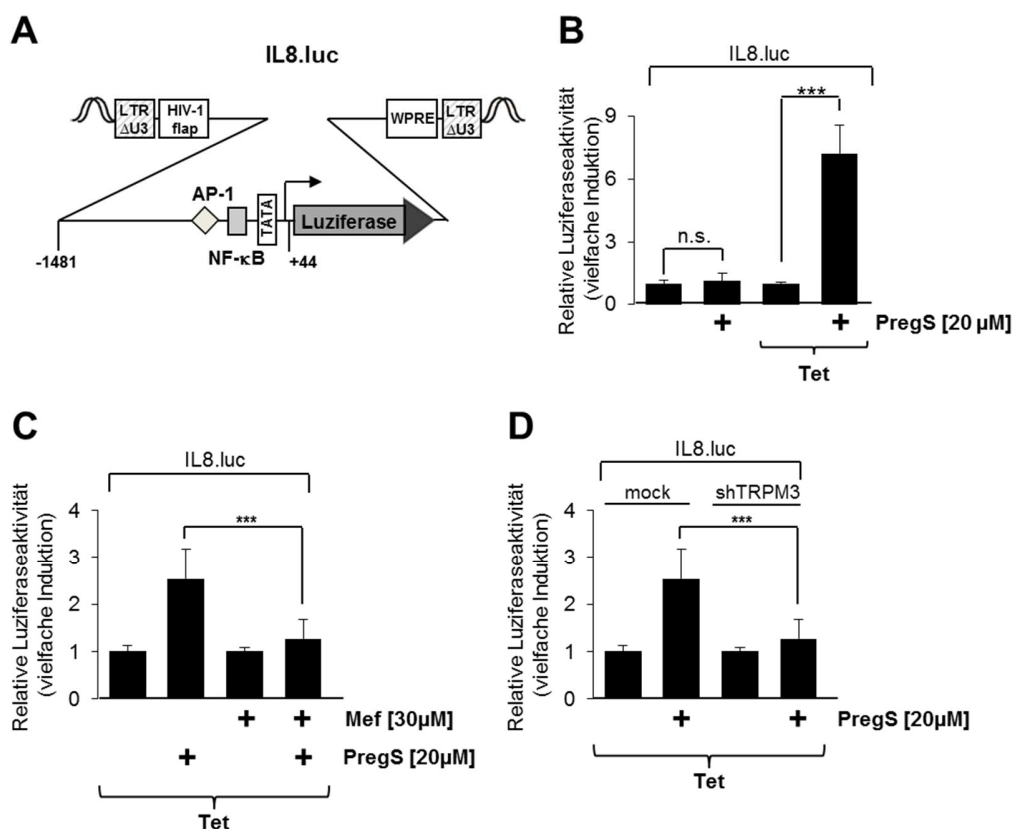 A
IL8.luc
LTR
ΔU3
HIV-1
flap
WPRE
LTR
ΔU3
AP-1
NF-κB
TATA
Luziferase
-1481
+44
B
IL8.luc
***
n.s.
Relative Luziferaseaktivität
(vielfache Induktion)
9
6
3
0
+ + PregS [20 µM]
Tet
C
IL8.luc
***
Relative Luziferaseaktivität
(vielfache Induktion)
4
3
2
1
0
+ + Mef [30µM]
+ + PregS [20µM]
Tet
D
IL8.luc
mock shTRPM3
***
Relative Luziferaseaktivität
(vielfache Induktion)
4
3
2
1
0
+ + PregS [20µM]
Tet